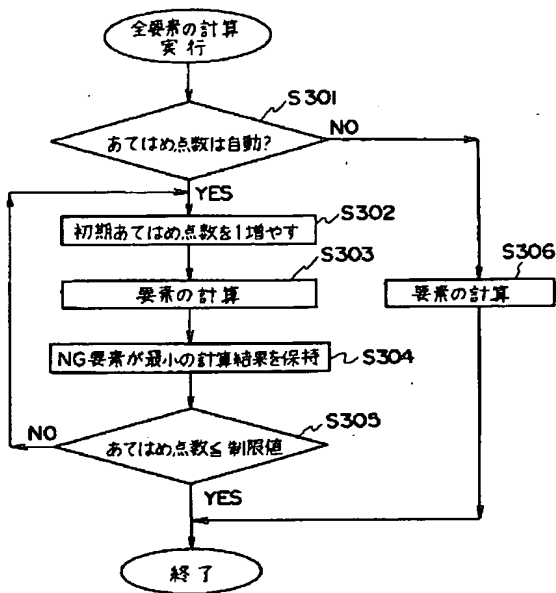 全要素の計算
実行
S301
あてはめ点数は自動?
NO
YES
S302
初期あてはめ点数を1増やす
S303
要素の計算
S306
要素の計算
NG要素が最小の計算結果を保持
S304
S305
あてはめ点数≦制限値
NO
YES
終了